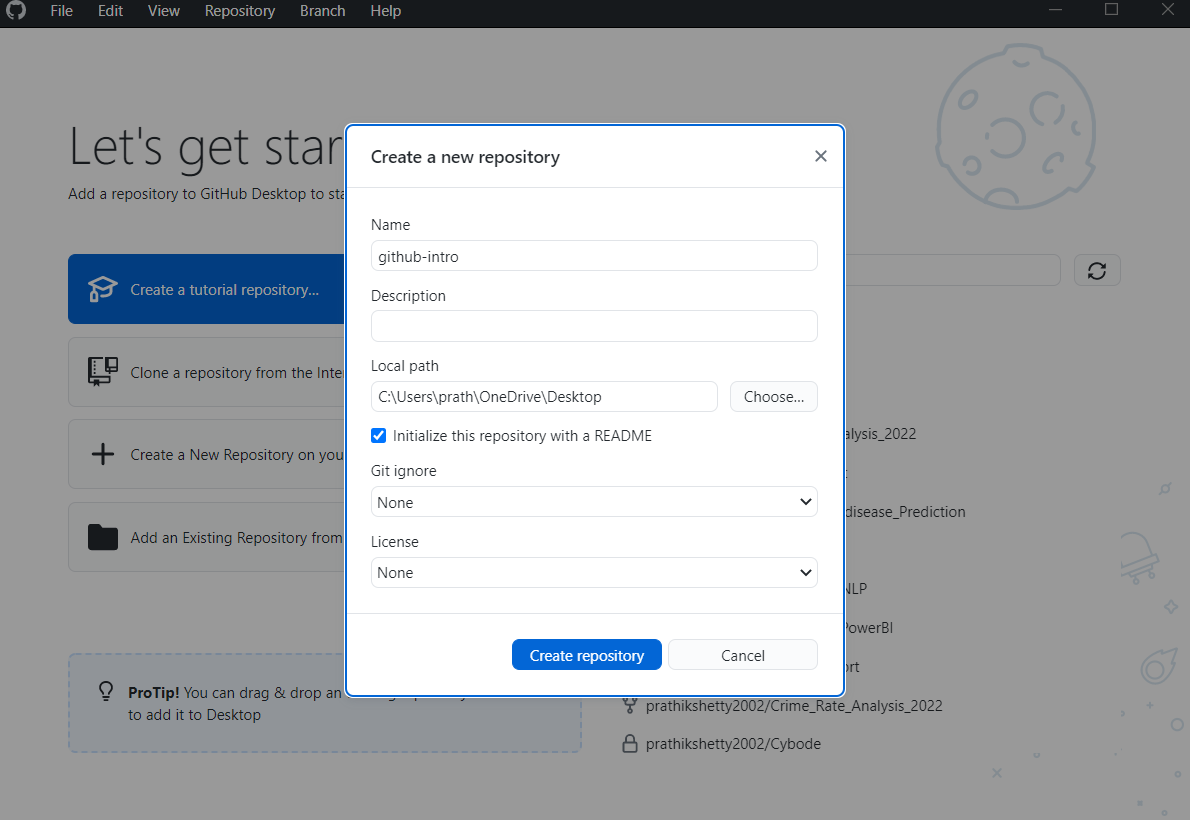 File Edit View Repository Branch Help
Let's get star
Add a repository to GitHub Desktop to sta
Create a tutorial repository...
Clone a repository from the Inte
Create a New Repository on you
Add an Existing Repository from
ProTip! You can drag & drop an
to add it to Desktop
Create a new repository
Name
github-intro
Description
Local path
C:\Users\prath\OneDrive\Desktop
Choose...
Initialize this repository with a README
Git ignore
None
License
None
Create repository
Cancel
alysis_2022
disease_Prediction
NLP
PowerBI
ort
prathikshetty2002/Crime_Rate_Analysis_2022
prathikshetty2002/Cybode